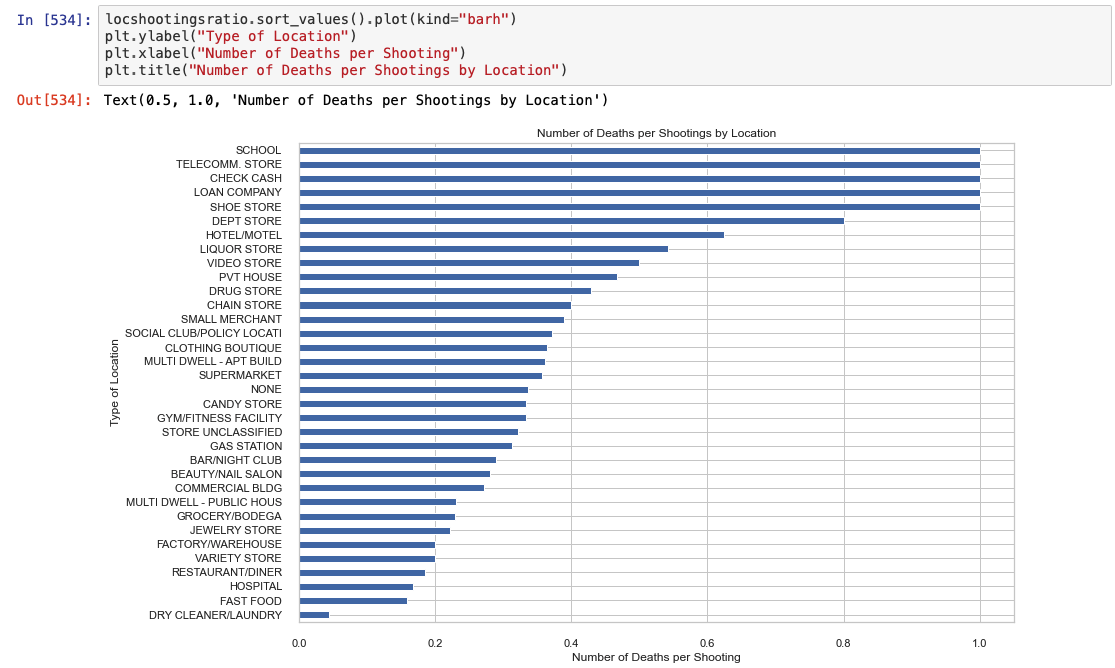 In [534]: locshootingsratio.sort_values().plot(kind="barh")
plt.ylabel("Type of Location")
plt.xlabel("Number of Deaths per Shooting")
plt.title("Number of Deaths per Shootings by Location")
Out[534]: Text(0.5, 1.0, 'Number of Deaths per Shootings by Location')
Number of Deaths per Shootings by Location
SCHOOL
TELECOMM. STORE
CHECK CASH
LOAN COMPANY
SHOE STORE
DEPT STORE
HOTEL/MOTEL
LIQUOR STORE
VIDEO STORE
PVT HOUSE
DRUG STORE
CHAIN STORE
SMALL MERCHANT
SOCIAL CLUB/POLICY LOCATI
CLOTHING BOUTIQUE
MULTI DWELL - APT BUILD
SUPERMARKET
NONE
CANDY STORE
GYM/FITNESS FACILITY
STORE UNCLASSIFIED
GAS STATION
BAR/NIGHT CLUB
BEAUTY/NAIL SALON
COMMERCIAL BLDG
MULTI DWELL - PUBLIC HOUS
GROCERY/BODEGA
JEWELRY STORE
FACTORY/WAREHOUSE
VARIETY STORE
RESTAURANT/DINER
HOSPITAL
FAST FOOD
DRY CLEANER/LAUNDRY
Type of Location
0.0 0.2 0.4 0.6 0.8 1.0
Number of Deaths per Shooting